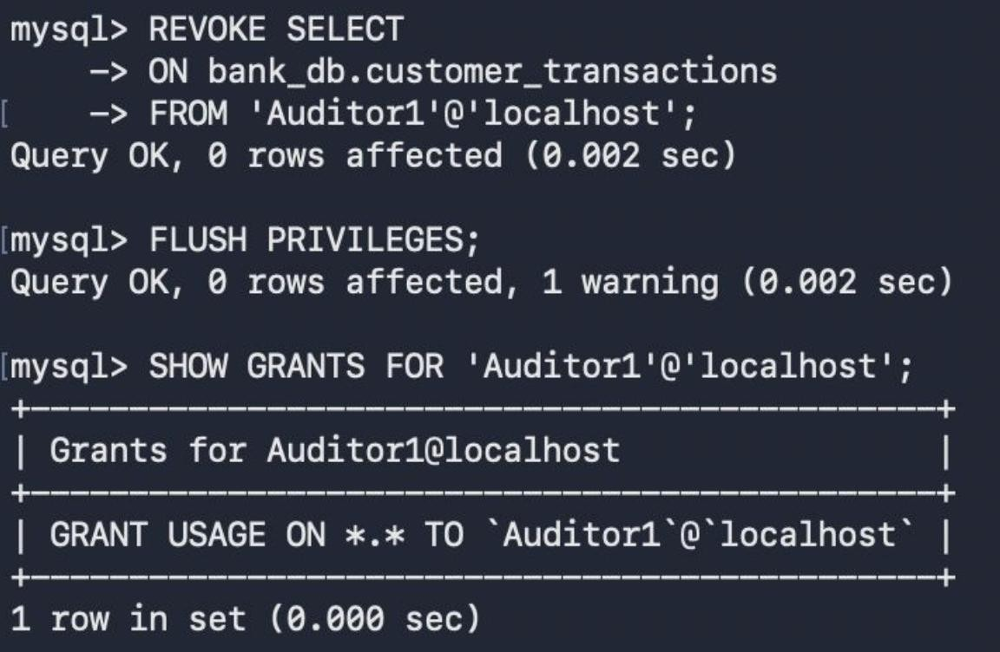 mysql> REVOKE SELECT
    -> ON bank_db.customer_transactions
[    -> FROM 'Auditor1'@'localhost';
Query OK, 0 rows affected (0.002 sec)

[mysql> FLUSH PRIVILEGES;
Query OK, 0 rows affected, 1 warning (0.002 sec)

[mysql> SHOW GRANTS FOR 'Auditor1'@'localhost';
+----------------------------------------------+
| Grants for Auditor1@localhost                |
+----------------------------------------------+
| GRANT USAGE ON *.* TO `Auditor1`@`localhost` |
+----------------------------------------------+
1 row in set (0.000 sec)